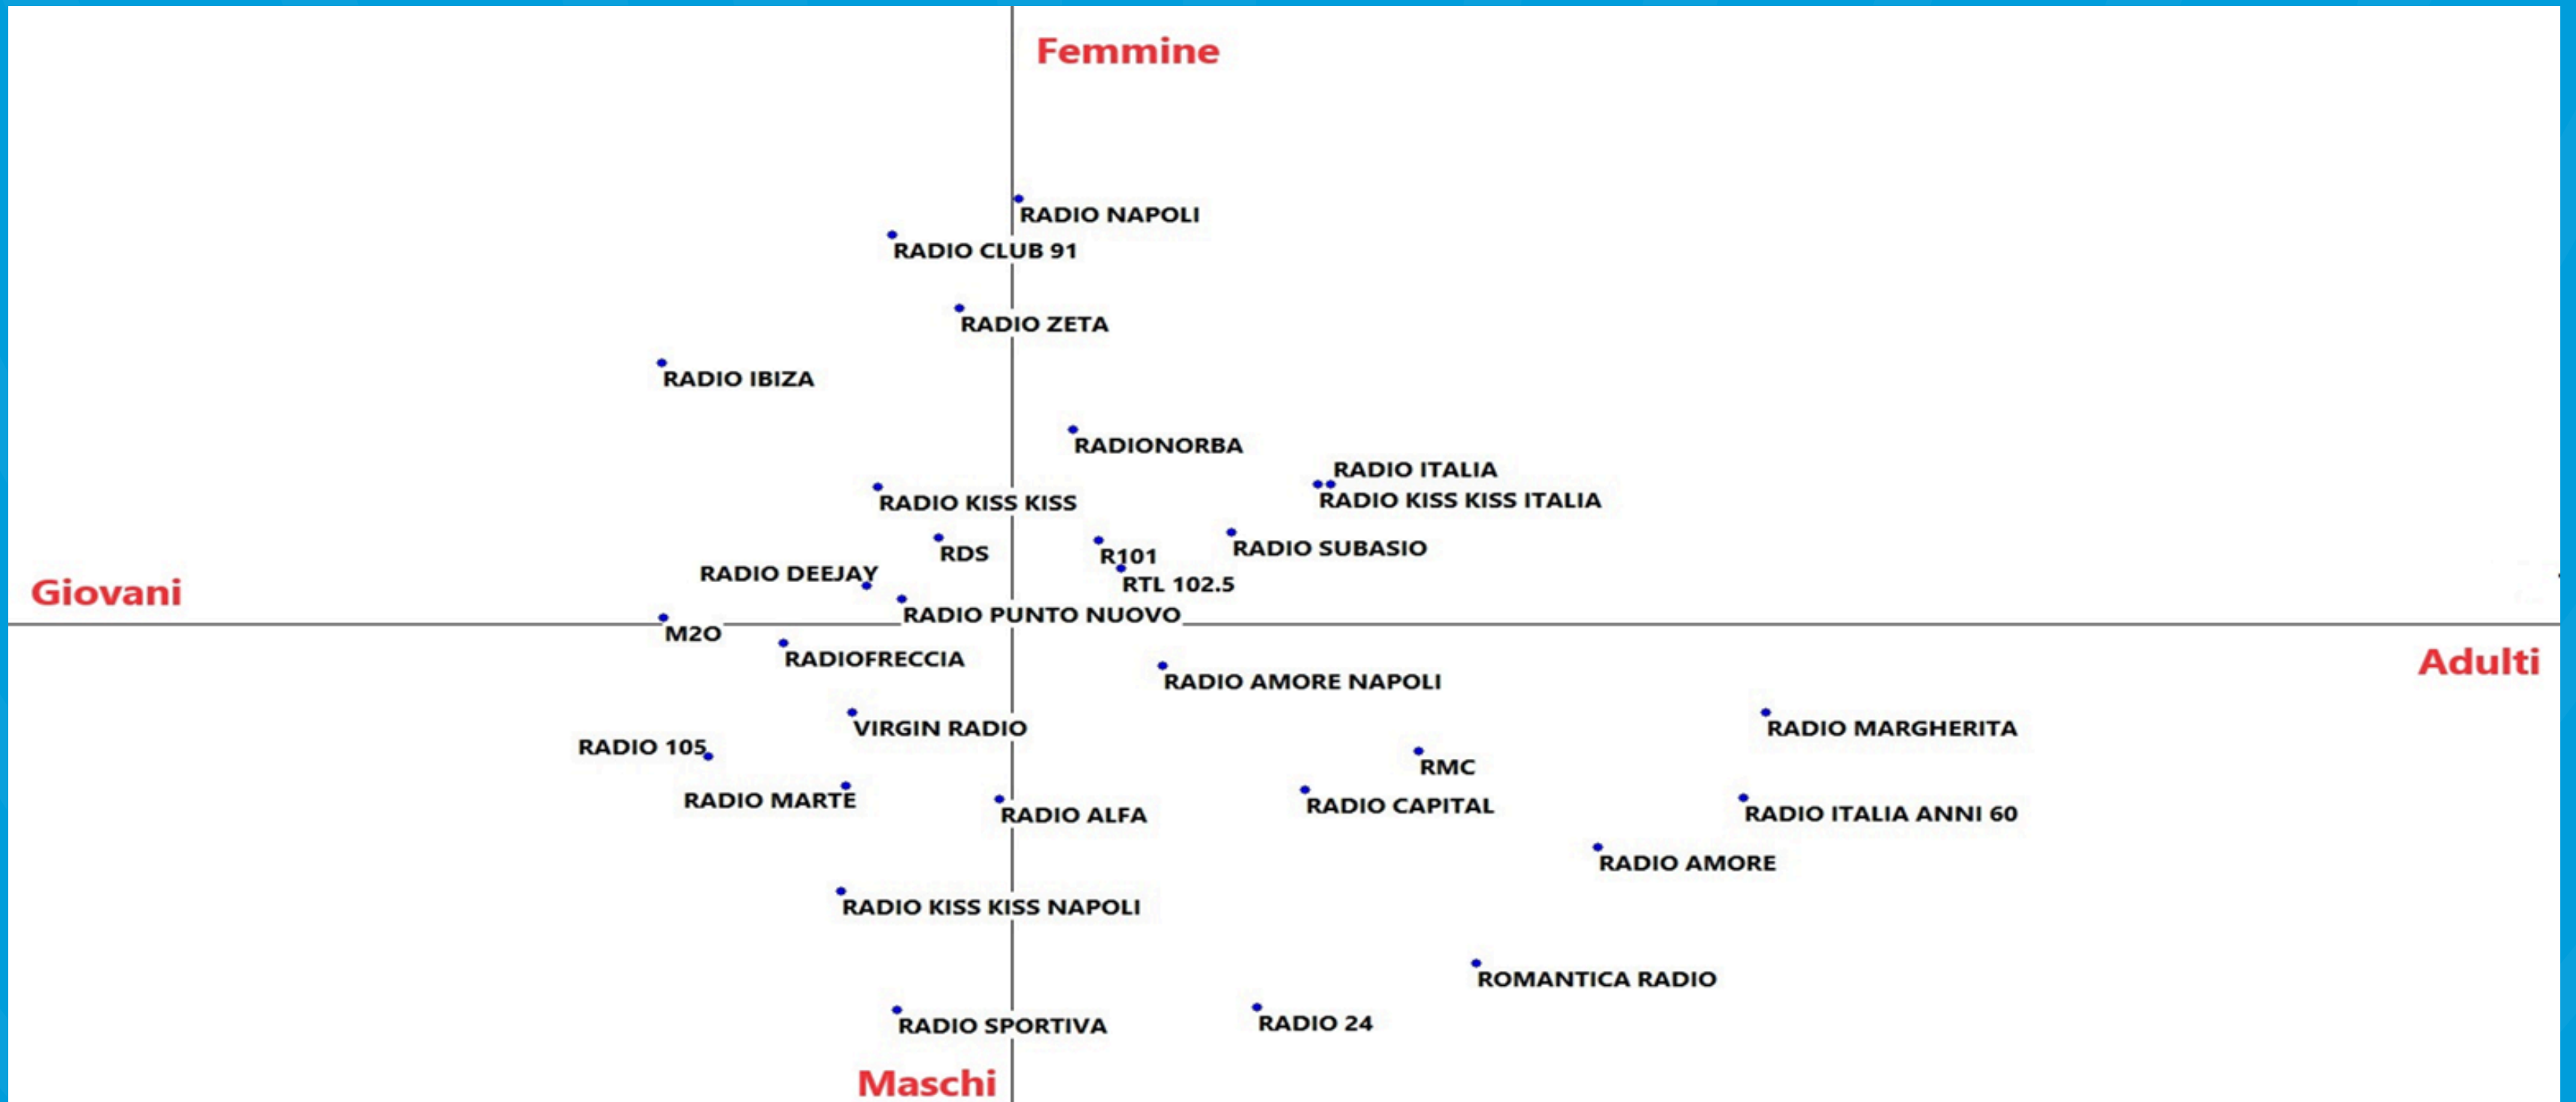 Femmine
RADIO NAPOLI
RADIO CLUB 91
RADIO ZETA
RADIO IBIZA
RADIONORBA
RADIO ITALIA
RADIO KISS KISS
RADIO KISS KISS ITALIA
RDS
R101
RADIO SUBASIO
RADIO DEEJAY
RTL 102.5
Giovani
RADIO PUNTO NUOVO
M2O
RADIOFRECCIA
Adulti
RADIO AMORE NAPOLI
VIRGIN RADIO
RADIO MARGHERITA
RADIO 105
RMC
RADIO MARTE
RADIO CAPITAL
RADIO ALFA
RADIO ITALIA ANNI 60
RADIO AMORE
RADIO KISS KISS NAPOLI
ROMANTICA RADIO
RADIO SPORTIVA
RADIO 24
Maschi